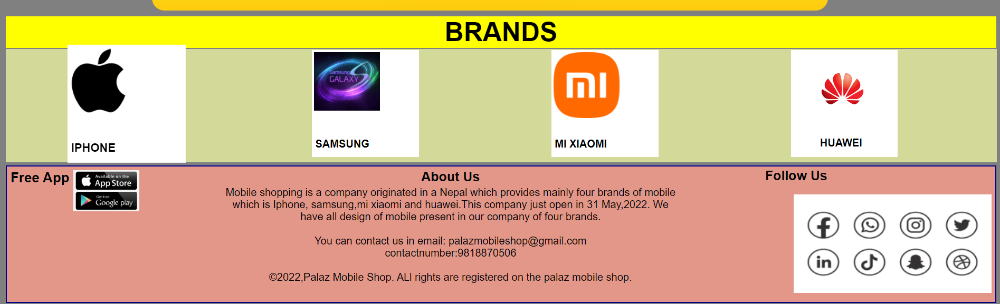 BRANDS
Samsung
GALAXY S
IPHONE
SAMSUNG
MI XIAOMI
HUAWEI
Free App
Available on the
App Store
Get it on
Google play
About Us
Mobile shopping is a company originated in a Nepal which provides mainly four brands of mobile
which is Iphone, samsung,mi xiaomi and huawei.This company just open in 31 May,2022. We
have all design of mobile present in our company of four brands.
You can contact us in email: palazmobileshop@gmail.com
contactnumber:9818870506
©2022,Palaz Mobile Shop. ALl rights are registered on the palaz mobile shop.
Follow Us
in